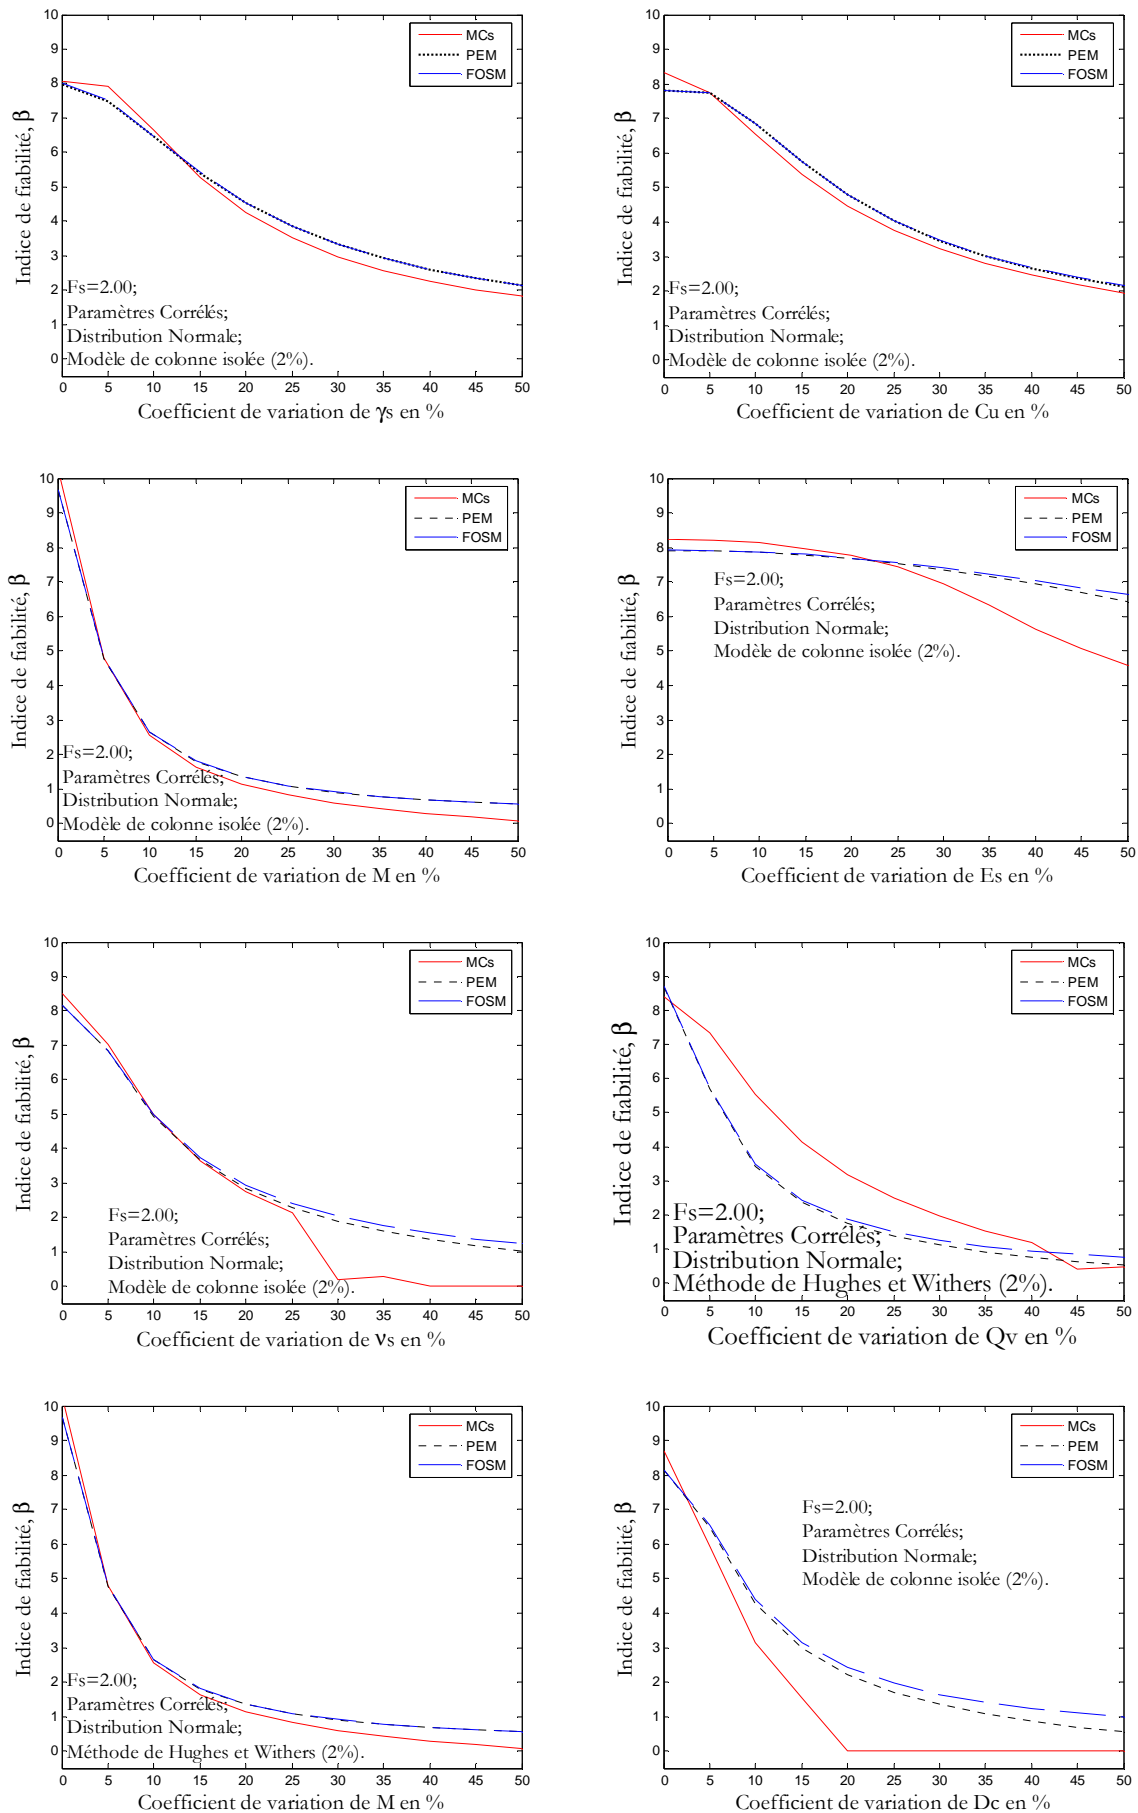 10
9
8
7
6
5
4
3
2
1
0
Indice de fiabilité, β
MCs
PEM
FOSM
Fs=2.00;
Paramètres Corrélés;
Distribution Normale;
Modèle de colonne isolée (2%).
0 5 10 15 20 25 30 35 40 45 50
Coefficient de variation de γs en %
10
9
8
7
6
5
4
3
2
1
0
Indice de fiabilité, β
MCs
PEM
FOSM
Fs=2.00;
Paramètres Corrélés;
Distribution Normale;
Modèle de colonne isolée (2%).
0 5 10 15 20 25 30 35 40 45 50
Coefficient de variation de Cu en %
10
9
8
7
6
5
4
3
2
1
0
Indice de fiabilité, β
MCs
PEM
FOSM
Fs=2.00;
Paramètres Corrélés;
Distribution Normale;
Modèle de colonne isolée (2%).
0 5 10 15 20 25 30 35 40 45 50
Coefficient de variation de M en %
10
9
8
7
6
5
4
3
2
1
0
Indice de fiabilité, β
MCs
PEM
FOSM
Fs=2.00;
Paramètres Corrélés;
Distribution Normale;
Modèle de colonne isolée (2%).
0 5 10 15 20 25 30 35 40 45 50
Coefficient de variation de Es en %
10
9
8
7
6
5
4
3
2
1
0
Indice de fiabilité, β
MCs
PEM
FOSM
Fs=2.00;
Paramètres Corrélés;
Distribution Normale;
Modèle de colonne isolée (2%).
0 5 10 15 20 25 30 35 40 45 50
Coefficient de variation de νs en %
10
9
8
7
6
5
4
3
2
1
0
Indice de fiabilité, β
MCs
PEM
FOSM
Fs=2.00;
Paramètres Corrélés;
Distribution Normale;
Méthode de Hughes et Withers (2%).
0 5 10 15 20 25 30 35 40 45 50
Coefficient de variation de Qv en %
10
9
8
7
6
5
4
3
2
1
0
Indice de fiabilité, β
MCs
PEM
FOSM
Fs=2.00;
Paramètres Corrélés;
Distribution Normale;
Méthode de Hughes et Withers (2%).
0 5 10 15 20 25 30 35 40 45 50
Coefficient de variation de M en %
10
9
8
7
6
5
4
3
2
1
0
Indice de fiabilité, β
MCs
PEM
FOSM
Fs=2.00;
Paramètres Corrélés;
Distribution Normale;
Modèle de colonne isolée (2%).
0 5 10 15 20 25 30 35 40 45 50
Coefficient de variation de Dc en %